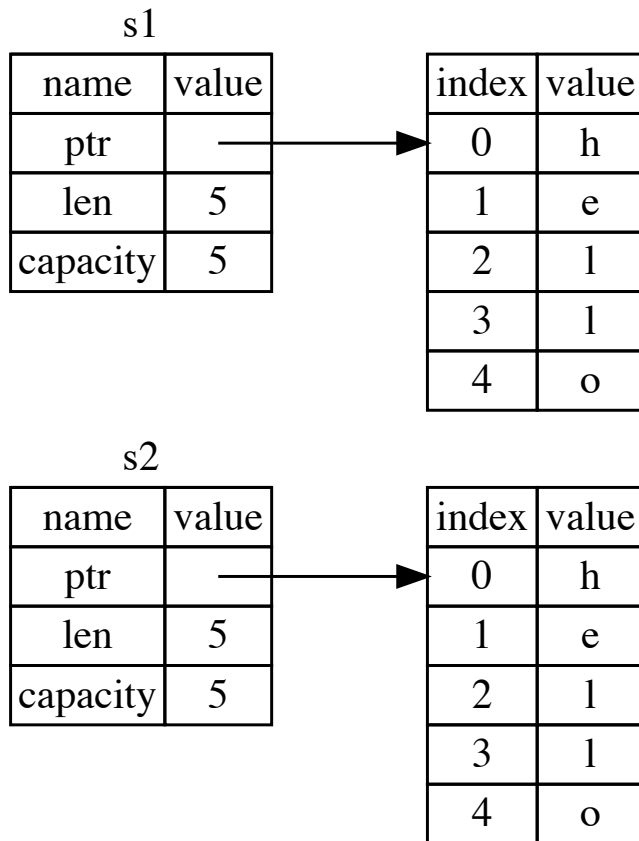 s1
name value
ptr
len 5
capacity 5
index value
0 h
1 e
2 l
3 l
4 o
s2
name value
ptr
len 5
capacity 5
index value
0 h
1 e
2 l
3 l
4 o